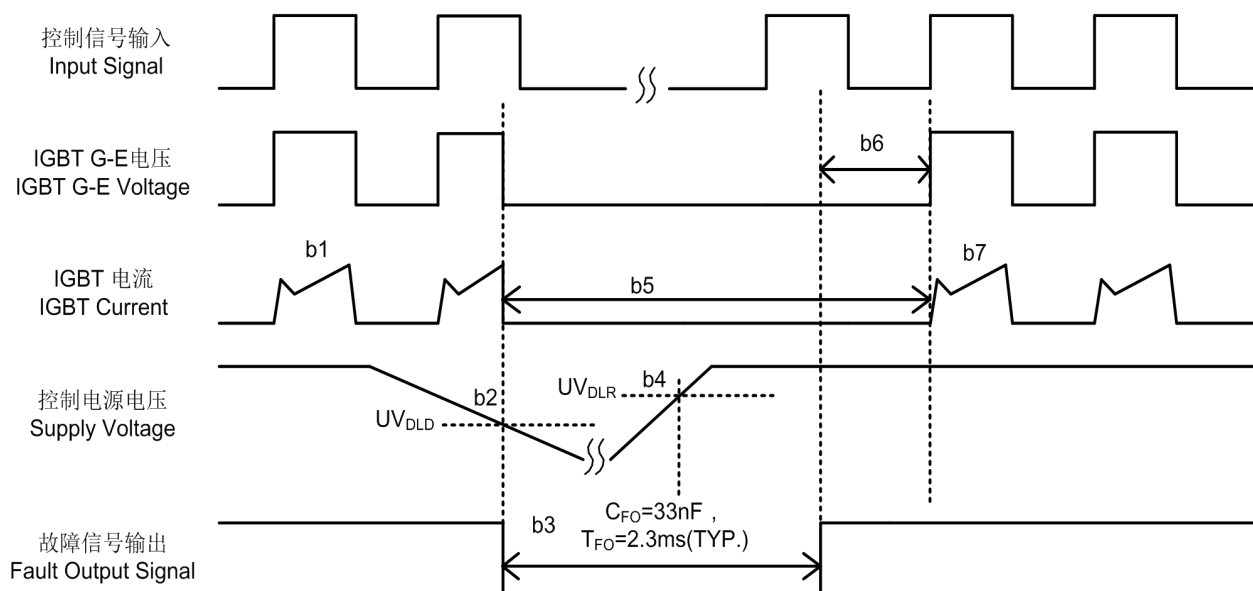 控制信号输入
Input Signal
b6
IGBT G-E电压
IGBT G-E Voltage
b1
b7
IGBT 电流
IGBT Current
b5
b2
UVDLD
UVDLR
b4
控制电源电压
Supply Voltage
CFO=33nF ,
b3
TFO=2.3ms(TYP.)
故障信号输出
Fault Output Signal